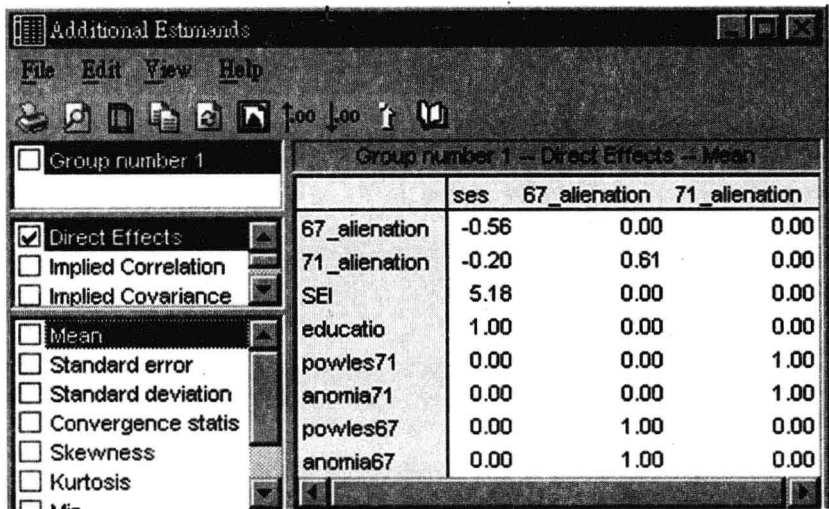 Additional Estimands
File Edit View Help
.00 .00
Group number 1
Direct Effects
Implied Correlation
Implied Covariance
Mean
Standard error
Standard deviation
Convergence statis
Skewness
Kurtosis
Group number 1 -- Direct Effects -- Mean
ses 67_alienation 71_alienation
67_alienation -0.56 0.00 0.00
71_alienation -0.20 0.61 0.00
SEI 5.18 0.00 0.00
educatio 1.00 0.00 0.00
powles71 0.00 0.00 1.00
anomia71 0.00 0.00 1.00
powles67 0.00 1.00 0.00
anomia67 0.00 1.00 0.00